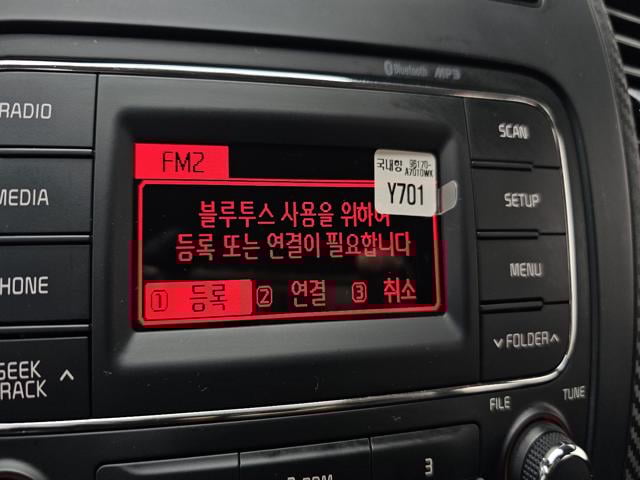 Bluetooth MP3
RADIO
MEDIA
PHONE
SEEK
TRACK ∧
FM2
국내향 96170-
A7010WK
Y701
블루투스 사용을 위하여
등록 또는 연결이 필요합니다
1 등록 2 연결 3 취소
SCAN
SETUP
MENU
∨ FOLDER ∧
FILE
TUNE
3